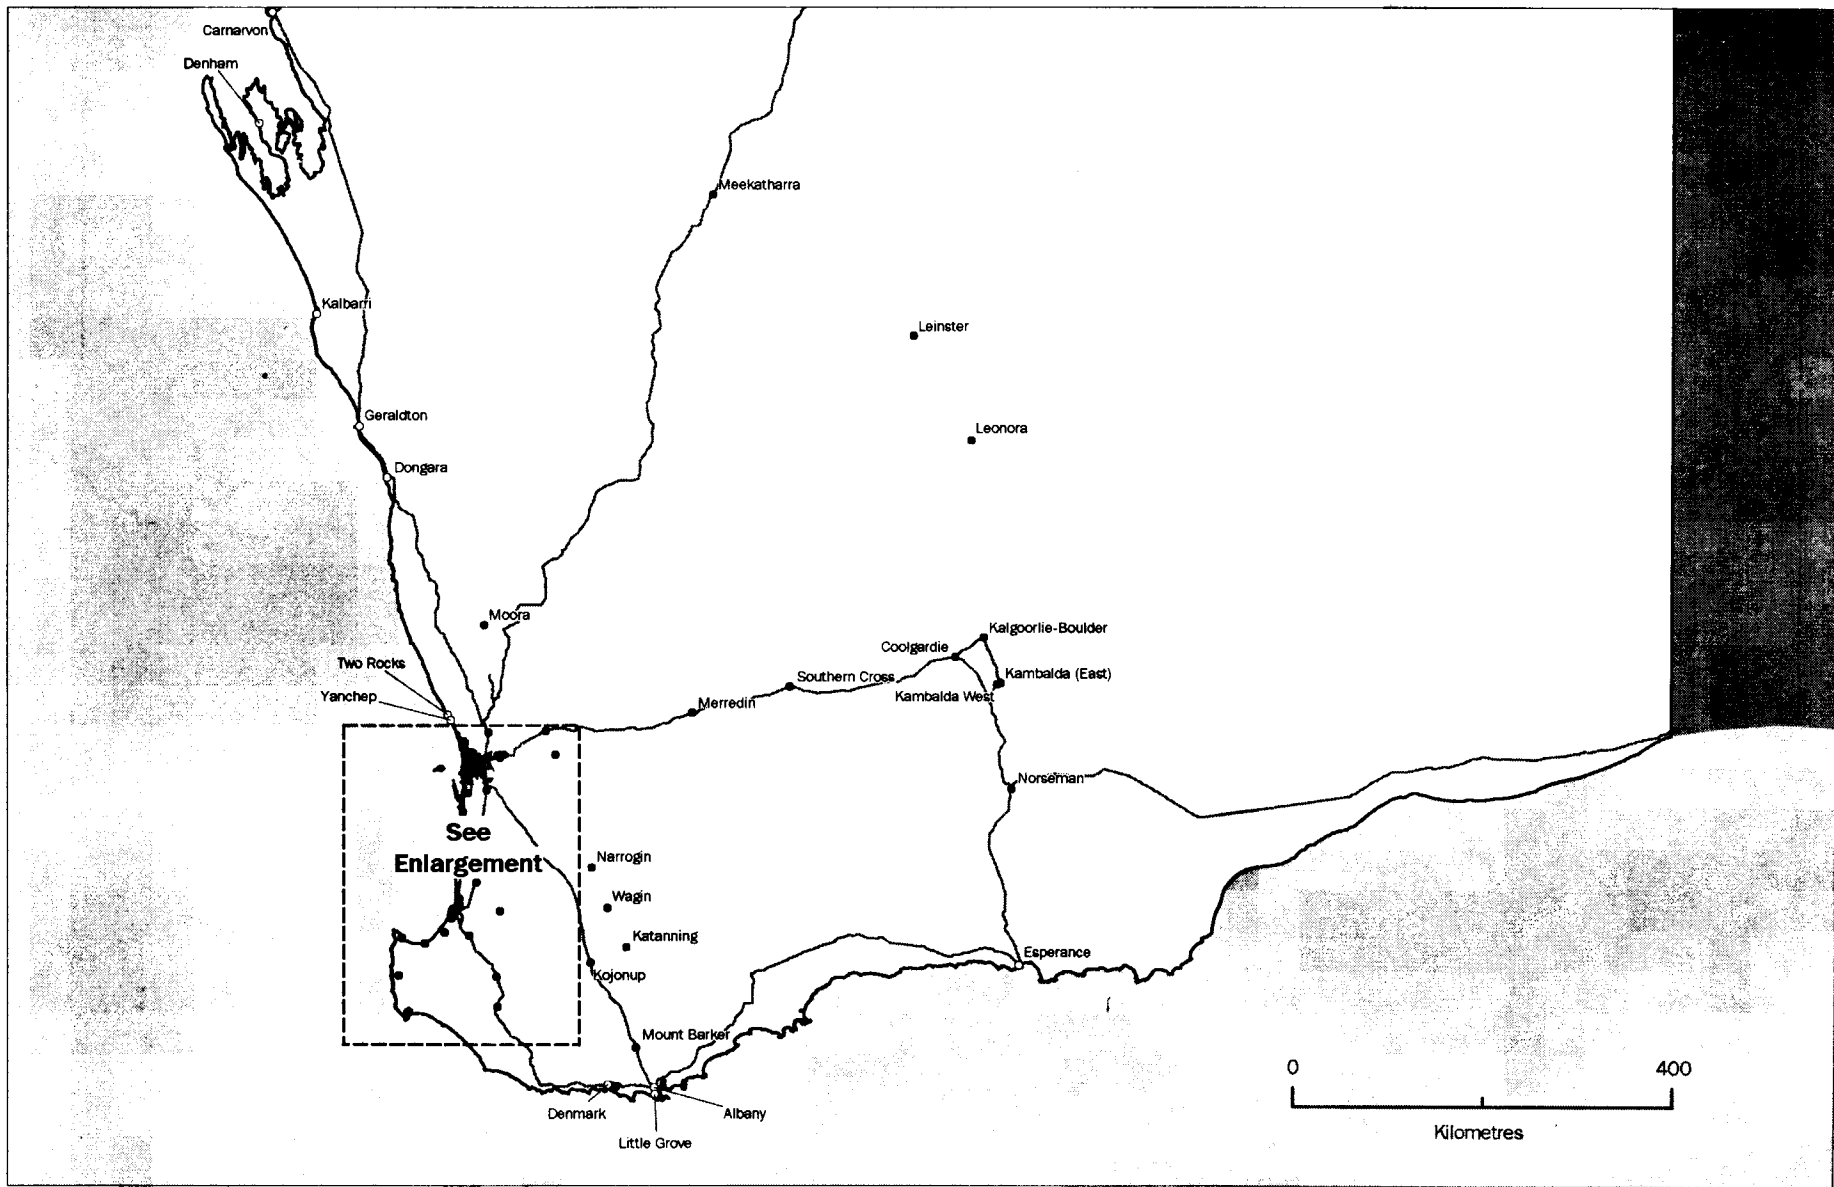 Carnarvon
Denham
Meekatharra
Kalbarri
Leinster
Geraldton
Leonora
Dongara
Moora
Kalgoorlie-Boulder
Coolgardie
Two Rocks
Southern Cross
Kambalda (East)
Yanchep
Kambalda West
Merredin
Norseman
See
Enlargement
Narrogin
Wagin
Katanning
Esperance
Kojonup
Mount Barker
0 400
Denmark
Albany
Kilometres
Little Grove